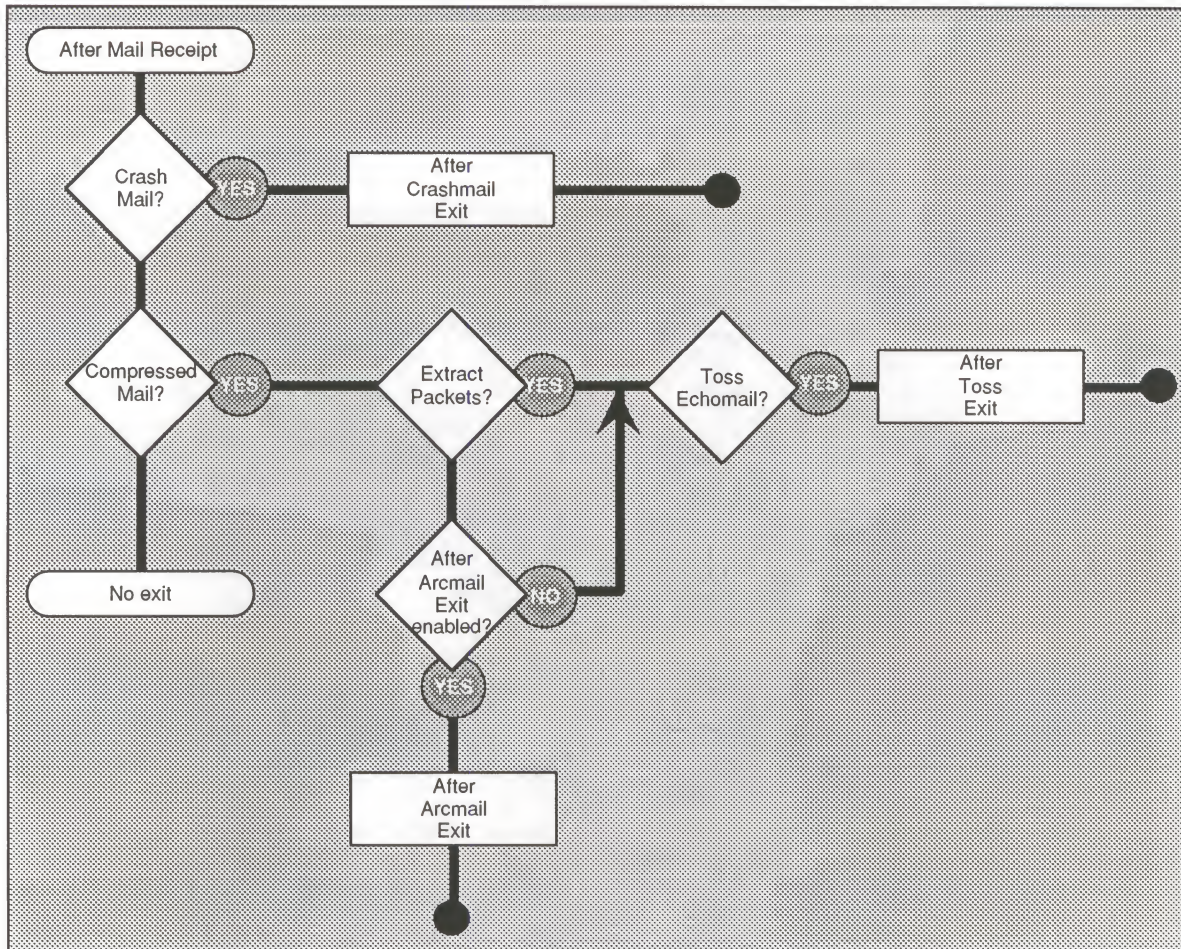 After Mail Receipt
Crash
Mail?
YES
After
Crashmail
Exit
Compressed
Mail?
YES
Extract
Packets?
YES
Toss
Echomail?
YES
After
Toss
Exit
No exit
After
Arcmail
Exit
enabled?
NO
YES
After
Arcmail
Exit